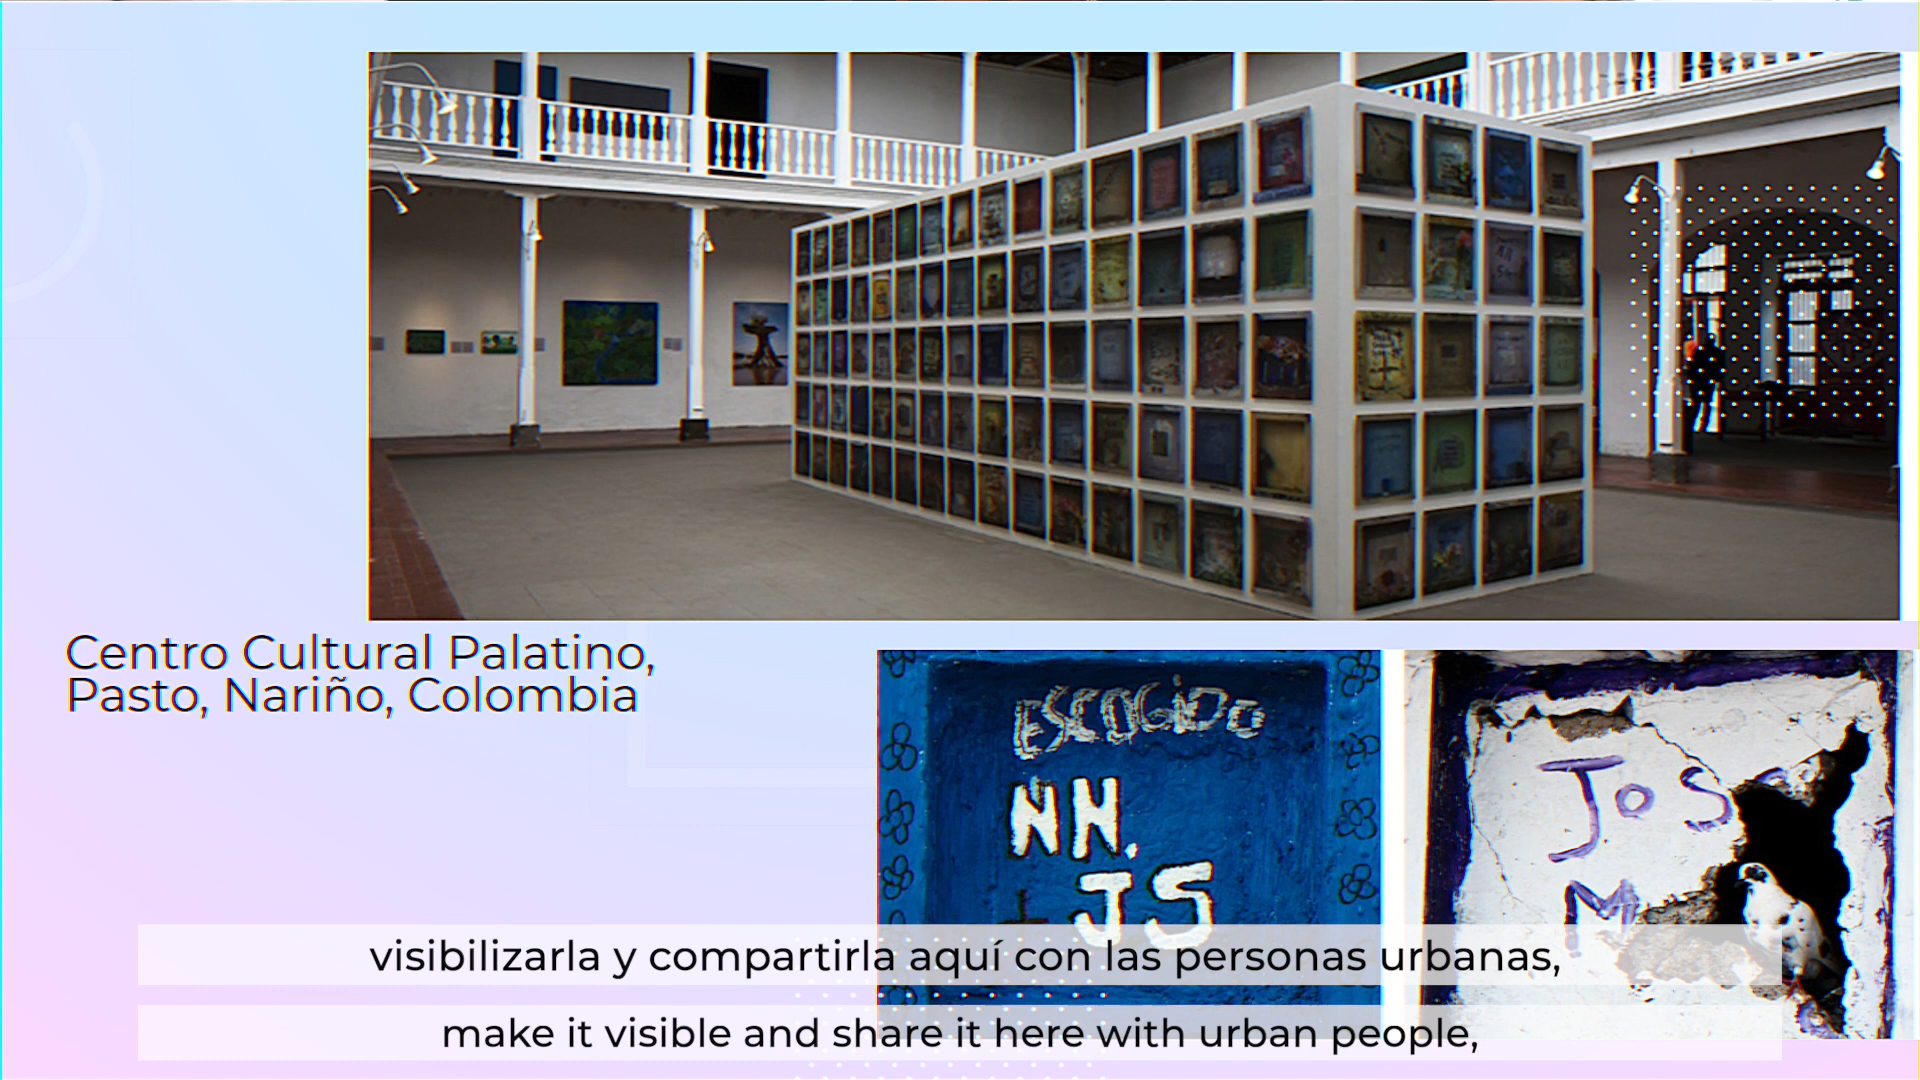 Centro Cultural Palatino,
Pasto, Nariño, Colombia
ESCOGiDo
NN.
JS
JoS
M
visibilizarla y compartirla aquí con las personas urbanas,
make it visible and share it here with urban people,